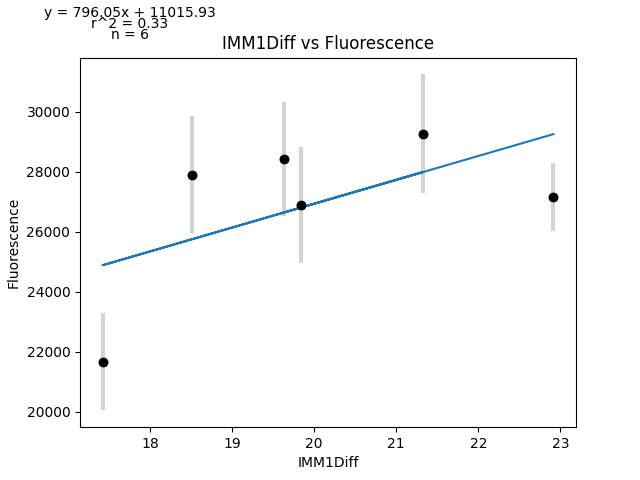 y = 796.05x + 11015.93
r^2 = 0.33
n = 6
IMM1Diff vs Fluorescence
30000
28000
26000
24000
22000
20000
Fluorescence
18 19 20 21 22 23
IMM1Diff